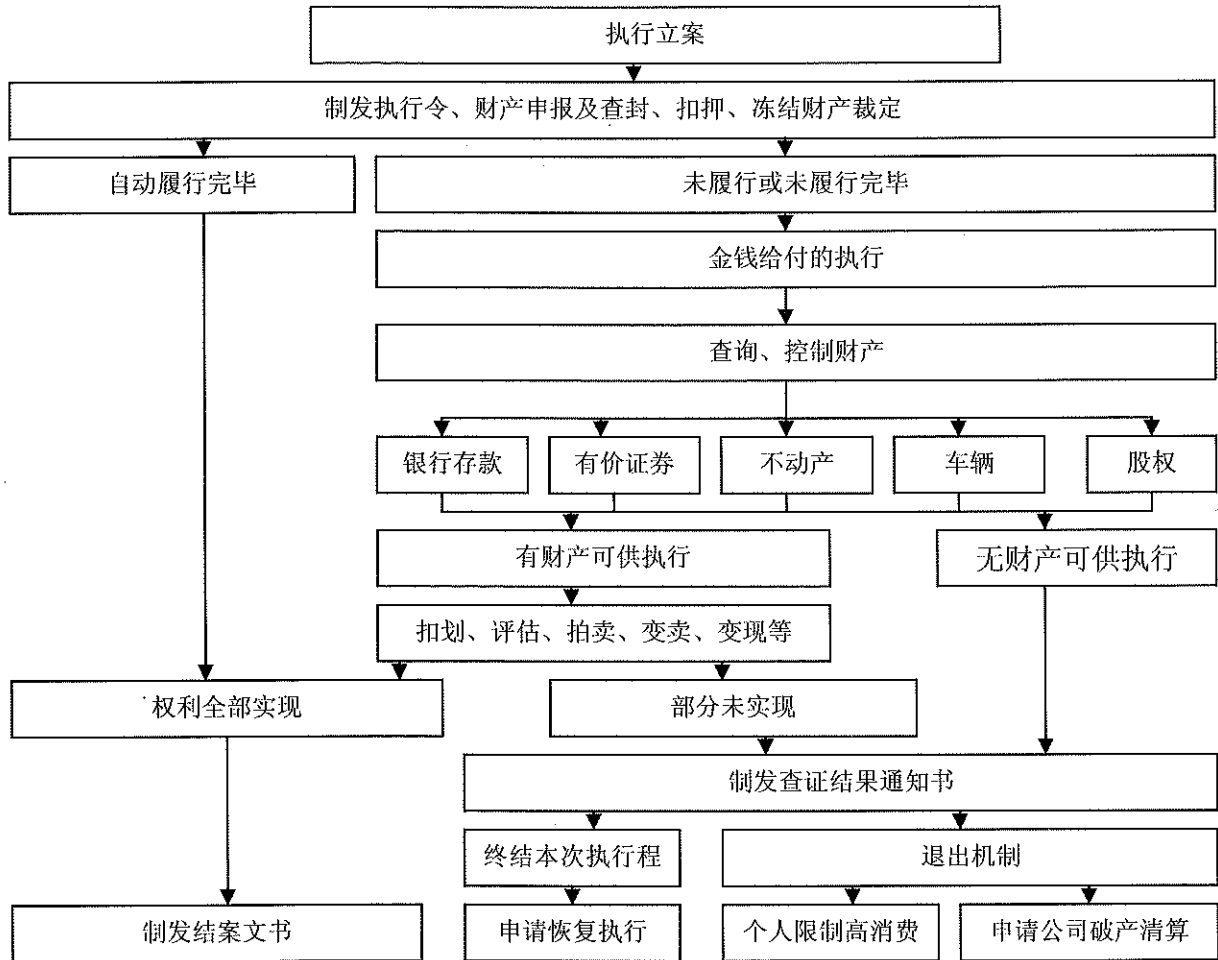 执行立案
制发执行令、财产申报及查封、扣押、冻结财产裁定
自动履行完毕
未履行或未履行完毕
金钱给付的执行
查询、控制财产
银行存款
有价证券
不动产
车辆
股权
有财产可供执行
无财产可供执行
扣划、评估、拍卖、变卖、变现等
权利全部实现
部分未实现
制发查证结果通知书
终结本次执行程
退出机制
制发结案文书
申请恢复执行
个人限制高消费
申请公司破产清算